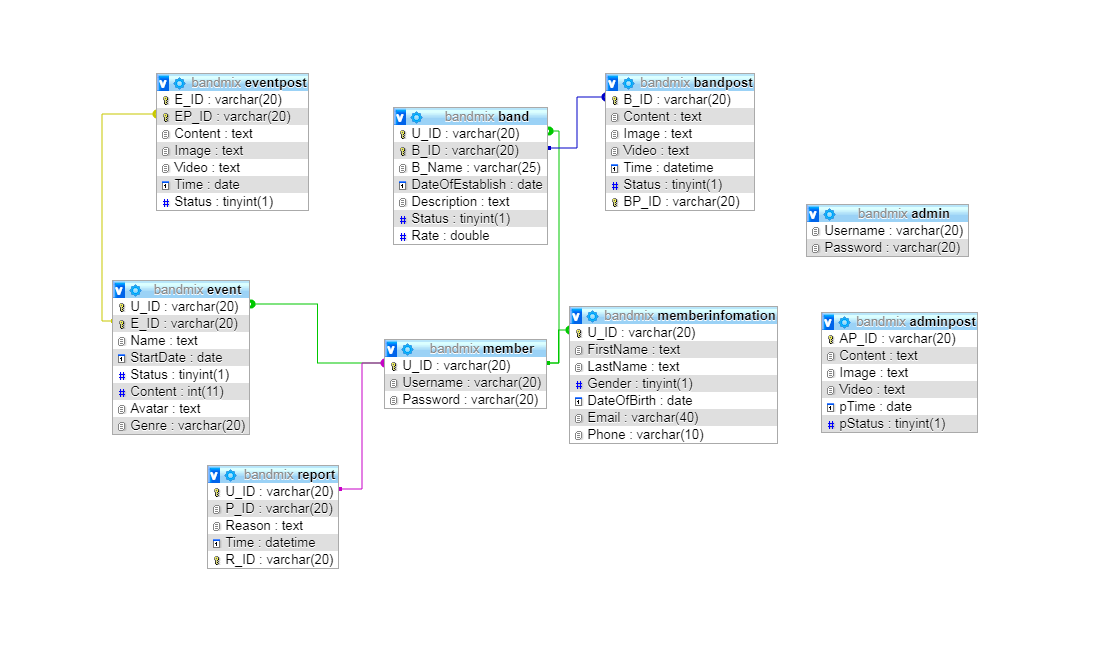 bandmix eventpost
E_ID : varchar(20)
EP_ID : varchar(20)
Content : text
Image : text
Video : text
Time : date
Status : tinyint(1)
bandmix band
U_ID : varchar(20)
B_ID : varchar(20)
B_Name : varchar(25)
DateOfEstablish : date
Description : text
Status : tinyint(1)
Rate : double
bandmix bandpost
B_ID : varchar(20)
Content : text
Image : text
Video : text
Time : datetime
Status : tinyint(1)
BP_ID : varchar(20)
bandmix admin
Username : varchar(20)
Password : varchar(20)
bandmix event
U_ID : varchar(20)
E_ID : varchar(20)
Name : text
StartDate : date
Status : tinyint(1)
Content : int(11)
Avatar : text
Genre : varchar(20)
bandmix member
U_ID : varchar(20)
Username : varchar(20)
Password : varchar(20)
bandmix memberinfomation
U_ID : varchar(20)
FirstName : text
LastName : text
Gender : tinyint(1)
DateOfBirth : date
Email : varchar(40)
Phone : varchar(10)
bandmix adminpost
AP_ID : varchar(20)
Content : text
Image : text
Video : text
pTime : date
pStatus : tinyint(1)
bandmix report
U_ID : varchar(20)
P_ID : varchar(20)
Reason : text
Time : datetime
R_ID : varchar(20)